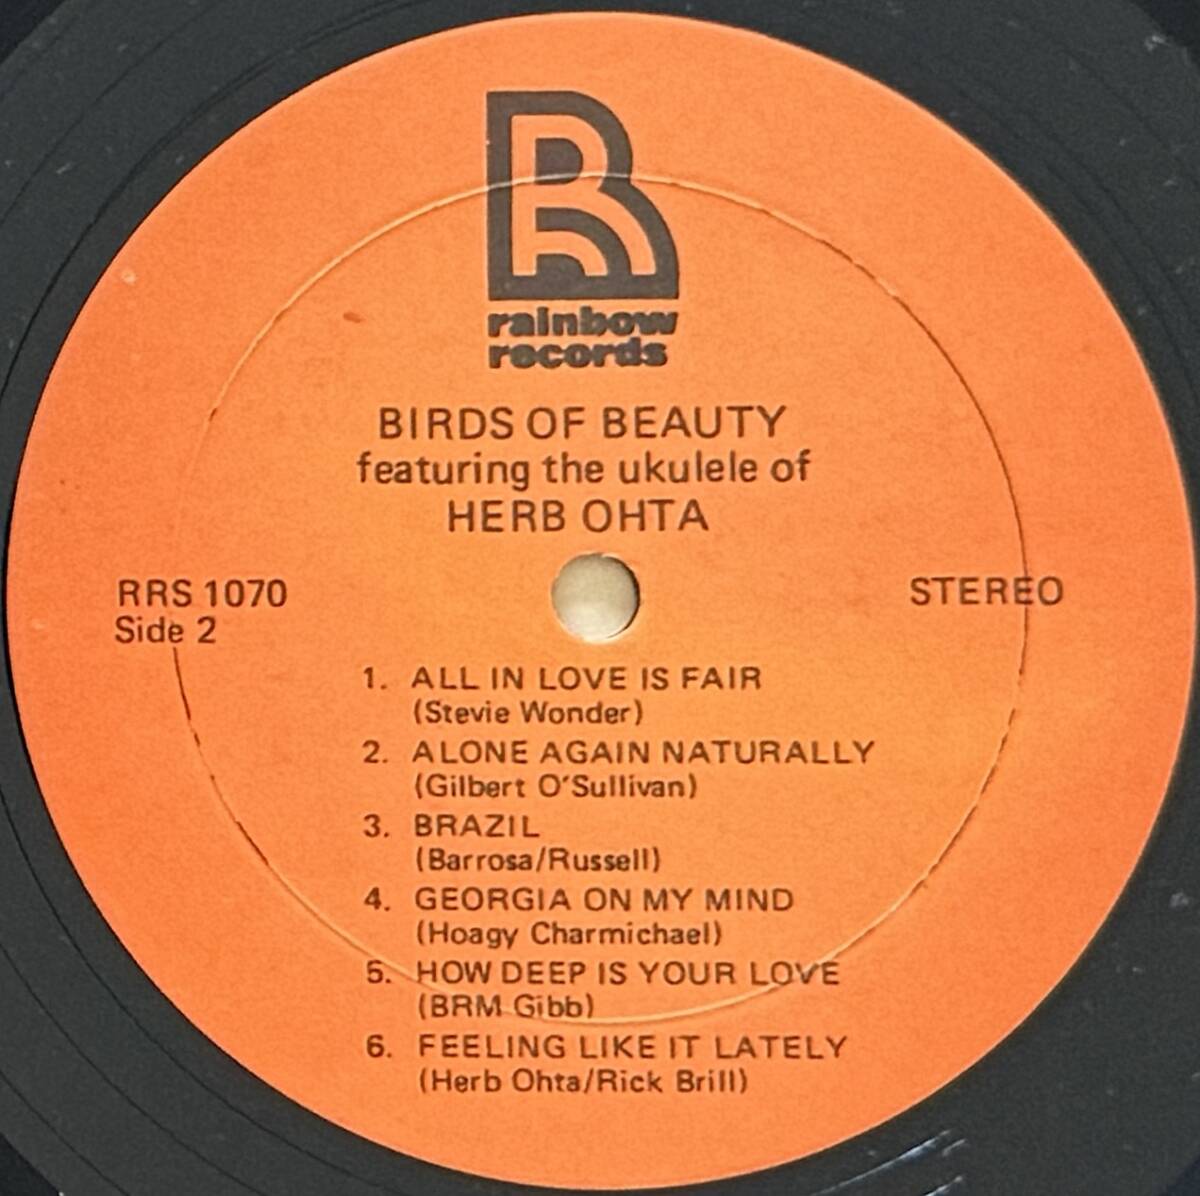 rainbow
records
BIRDS OF BEAUTY
featuring the ukulele of
HERB OHTA
RRS 1070
STEREO
Side 2
1. ALL IN LOVE IS FAIR
(Stevie Wonder)
2. ALONE AGAIN NATURALLY
(Gilbert O'Sullivan)
3. BRAZIL
(Barrosa/Russell)
4. GEORGIA ON MY MIND
(Hoagy Charmichael)
5. HOW DEEP IS YOUR LOVE
(BRM Gibb)
6. FEELING LIKE IT LATELY
(Herb Ohta/Rick Brill)